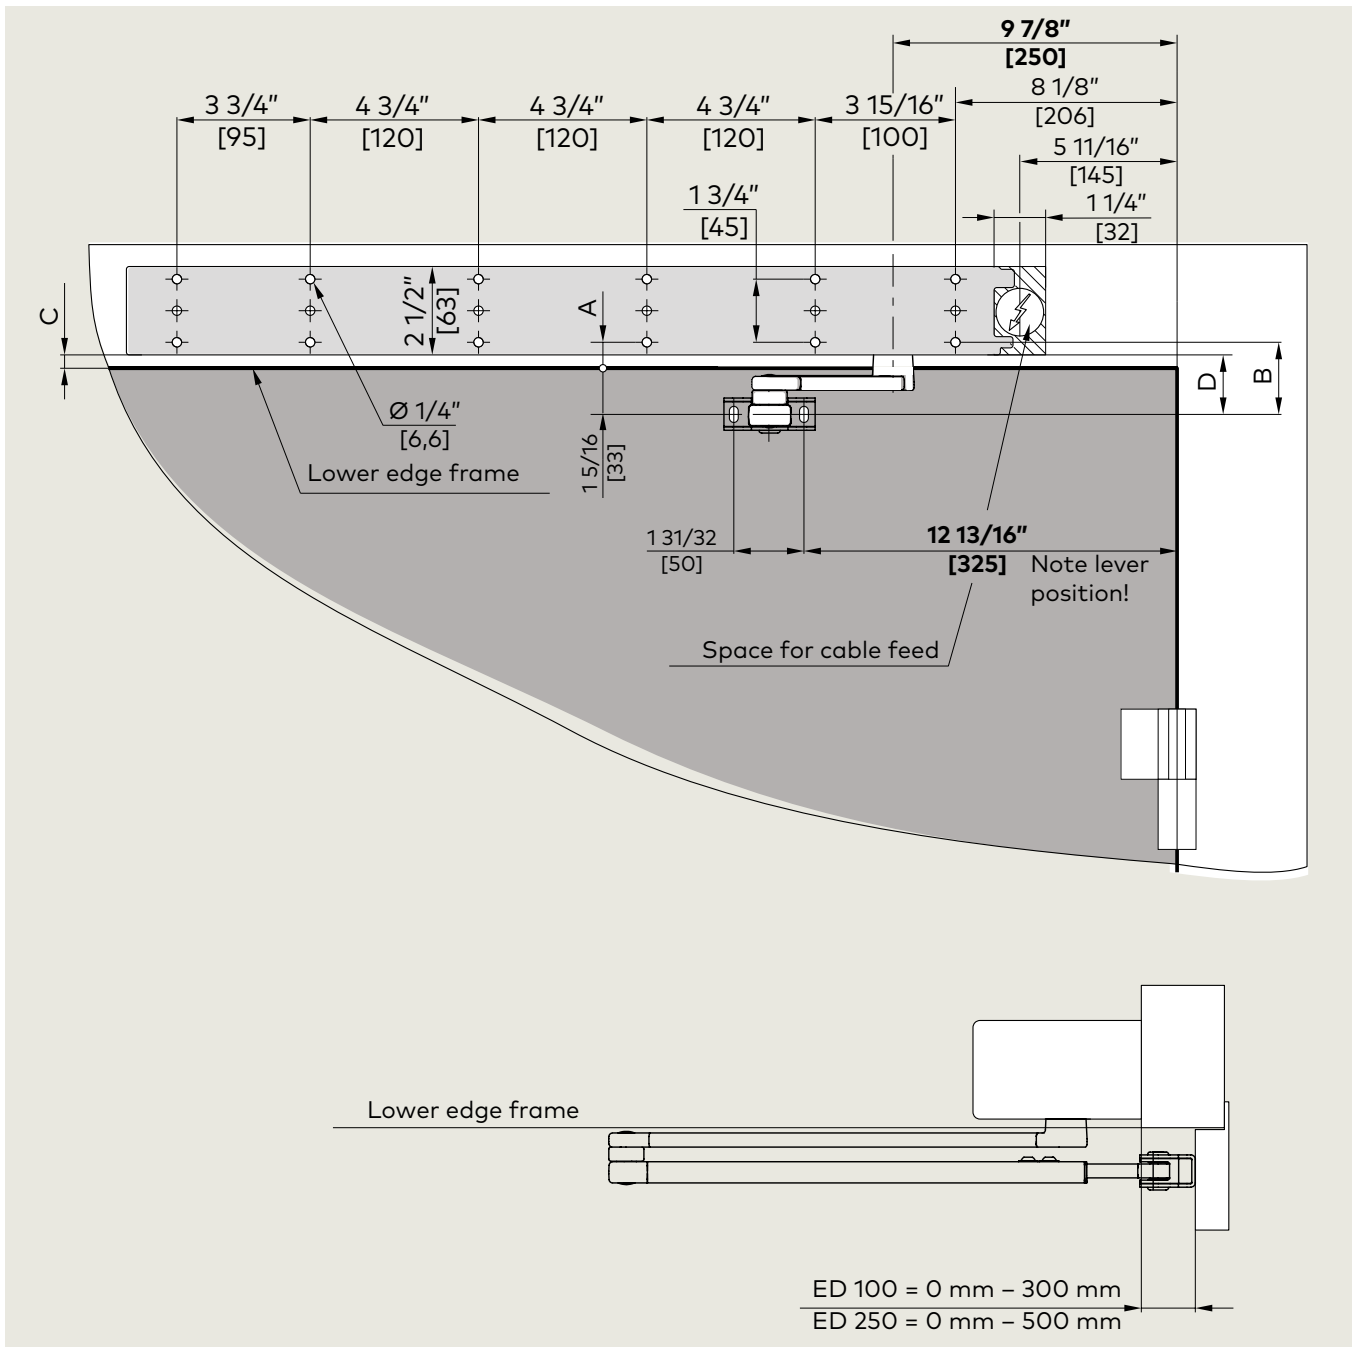 9 7/8”
[250]
8 1/8”
[206]
3 3/4”
[95]
4 3/4”
[120]
4 3/4”
[120]
4 3/4”
[120]
3 15/16”
[100]
5 11/16”
[145]
1 3/4”
[45]
1 1/4”
[32]
C
2 1/2”
[63]
A
D
B
Ø 1/4”
[6,6]
Lower edge frame
1 5/16
[33]
1 31/32
[50]
12 13/16”
[325]
Note lever
position!
Space for cable feed
Lower edge frame
ED 100 = 0 mm – 300 mm
ED 250 = 0 mm – 500 mm